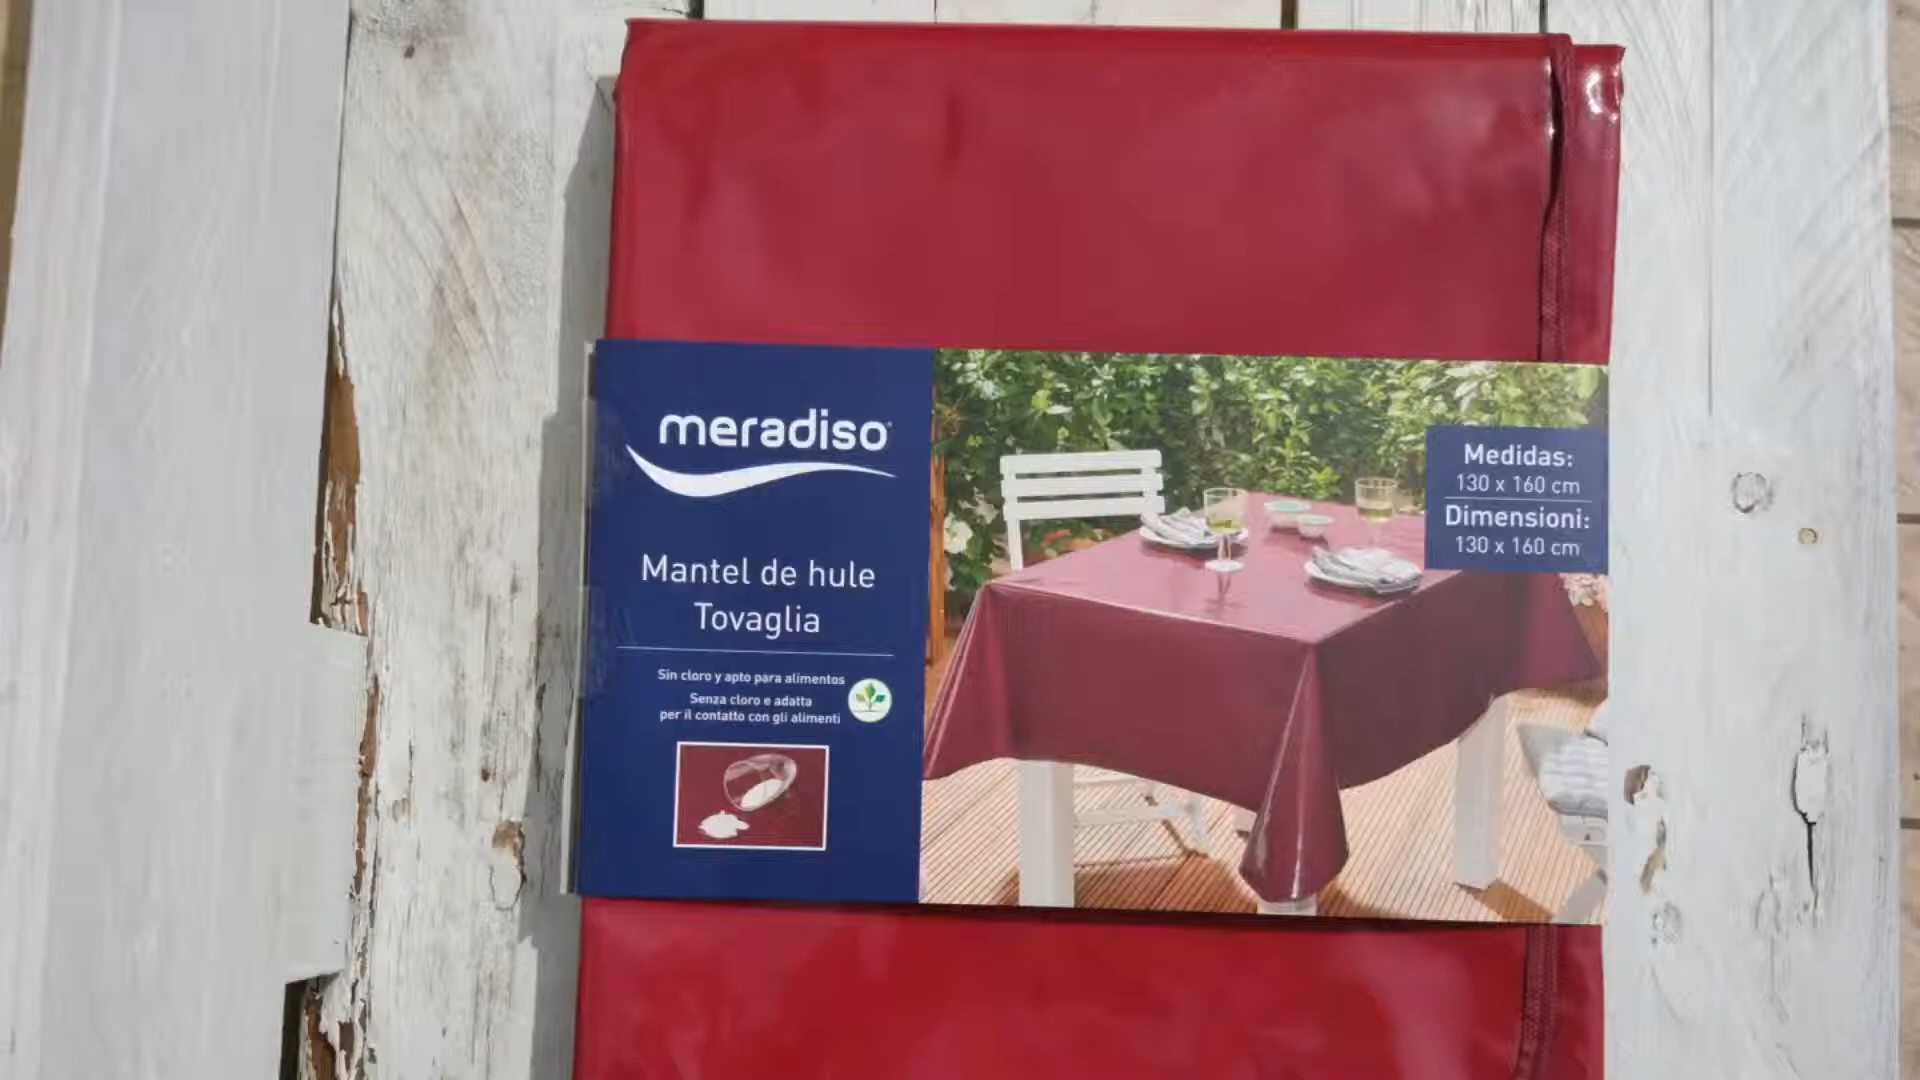 meradiso
Mantel de hule
Tovaglia
Sin cloro y apto para alimentos
Senza cloro e adatta
per il contatto con gli alimenti
Medidas:
130 x 160 cm
Dimensioni:
130 x 160 cm